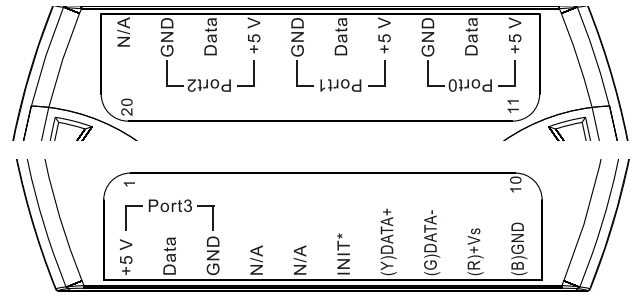 N/A
GND
Data
+5 V
GND
Data
+5 V
GND
Data
+5 V
Port2
Port1
Port0
20
11
1
10
Port3
+5 V
Data
GND
N/A
N/A
INIT*
(Y)DATA+
(G)DATA-
(R)+Vs
(B)GND